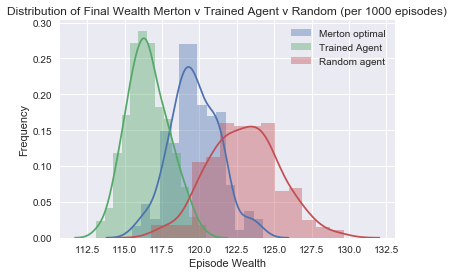 Distribution of Final Wealth Merton v Trained Agent v Random (per 1000 episodes)
0.30
0.25
0.20
0.15
0.10
0.05
0.00
Frequency
Merton optimal
Trained Agent
Random agent
112.5 115.0 117.5 120.0 122.5 125.0 127.5 130.0 132.5
Episode Wealth